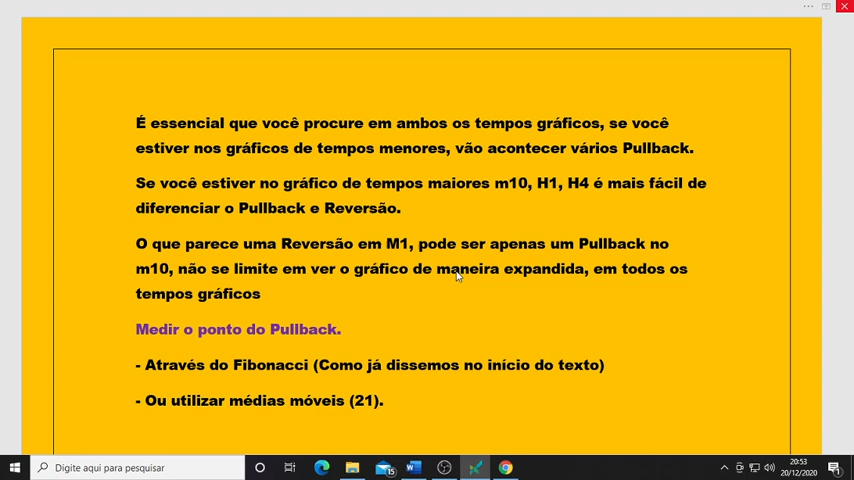 É essencial que você procure em ambos os tempos gráficos, se você
estiver nos gráficos de tempos menores, vão acontecer vários Pullback.
Se você estiver no gráfico de tempos maiores m10, H1, H4 é mais fácil de
diferenciar o Pullback e Reversão.
O que parece uma Reversão em M1, pode ser apenas um Pullback no
m10, não se limite em ver o gráfico de maneira expandida, em todos os
tempos gráficos
Medir o ponto do Pullback.
- Através do Fibonacci (Como já dissemos no início do texto)
- Ou utilizar médias móveis (21).
Digite aqui para pesquisar
15
20:53
20/12/2020
1